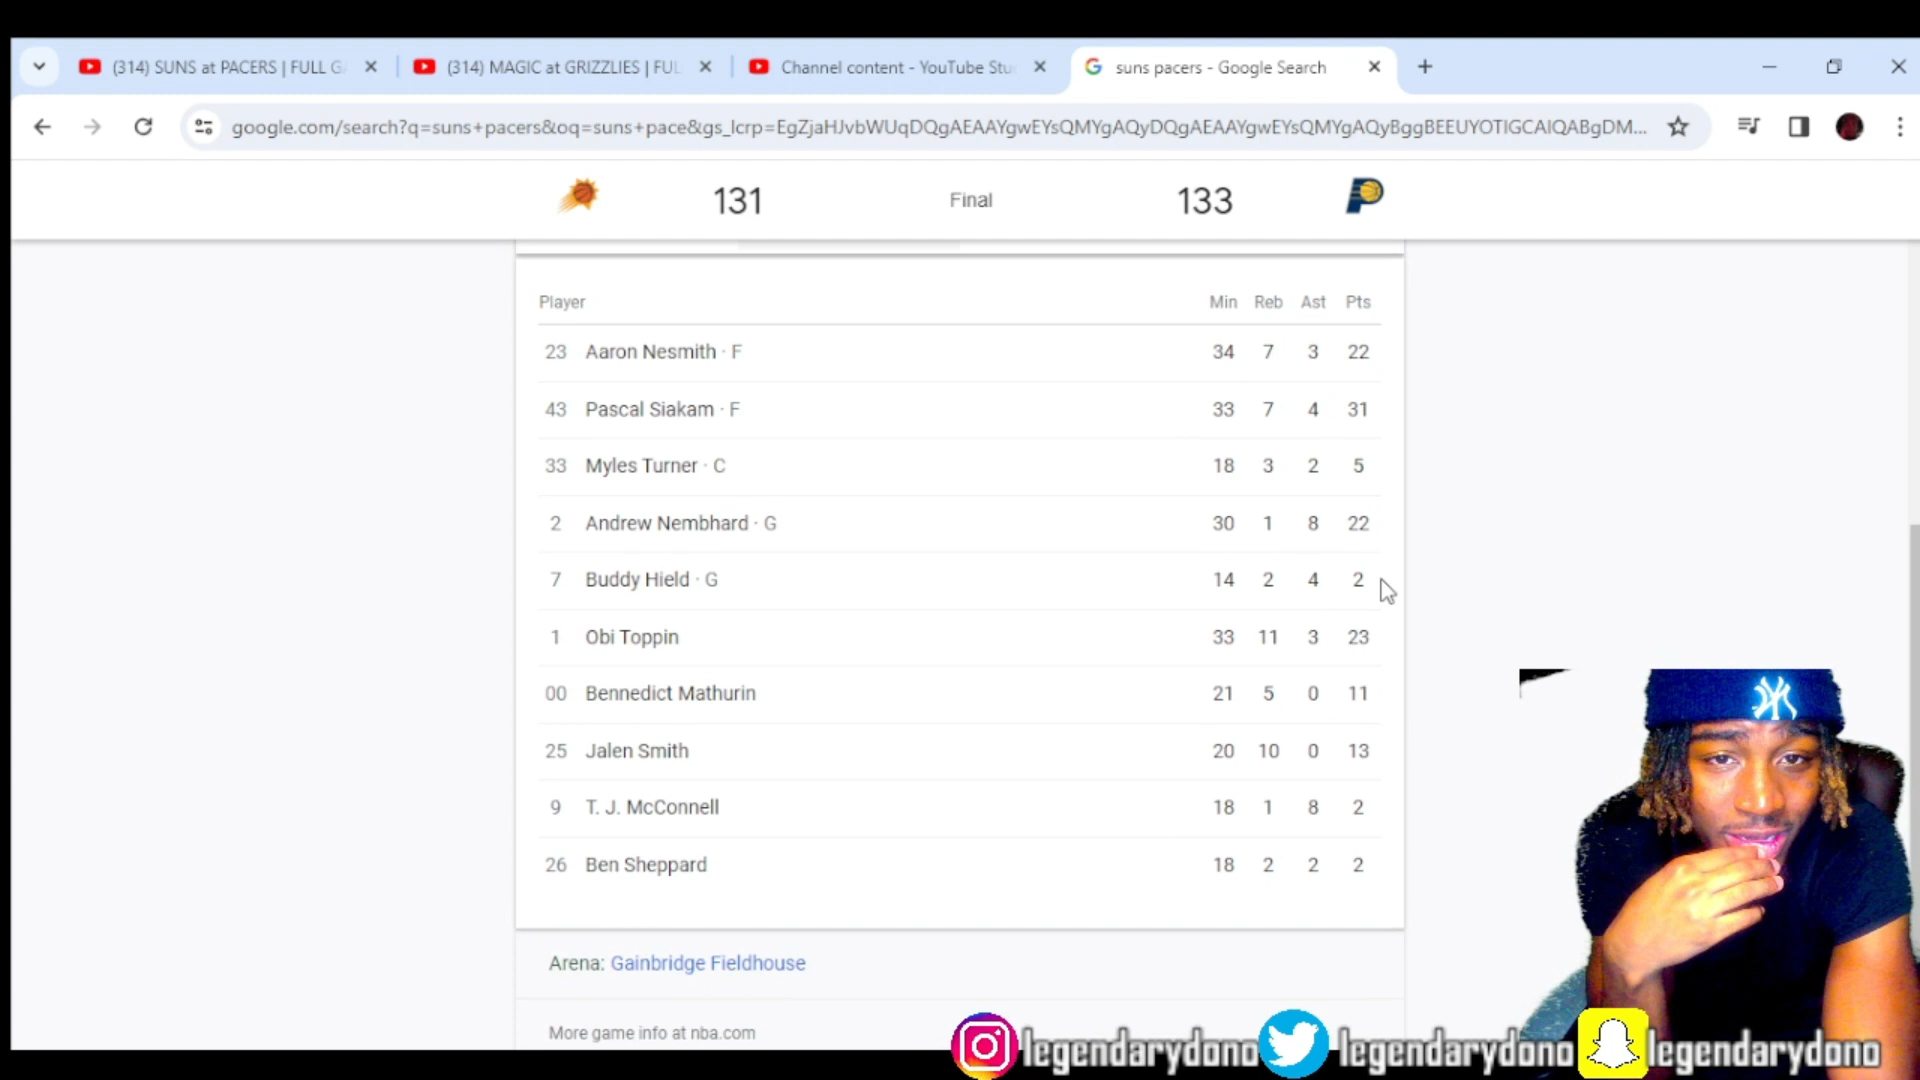 (314) SUNS at PACERS | FULL G
(314) MAGIC at GRIZZLIES | FUL
Channel content - YouTube Stu
suns pacers - Google Search
google.com/search?q=suns+pacers&oq=suns+pace&gs_lcrp=EgZjaHJvbWUqDQgAEAAYgwEYsQMYgAQyDQgAEAAYgwEYsQMYgAQyBggBEEUYOTIGCAIQABgDM...
131 Final 133
Player Min Reb Ast Pts
23 Aaron Nesmith · F 34 7 3 22
43 Pascal Siakam · F 33 7 4 31
33 Myles Turner · C 18 3 2 5
2 Andrew Nembhard · G 30 1 8 22
7 Buddy Hield · G 14 2 4 2
1 Obi Toppin 33 11 3 23
00 Bennedict Mathurin 21 5 0 11
25 Jalen Smith 20 10 0 13
9 T. J. McConnell 18 1 8 2
26 Ben Sheppard 18 2 2 2
Arena: Gainbridge Fieldhouse
More game info at nba.com
legendarydono legendarydono legendarydono
NY